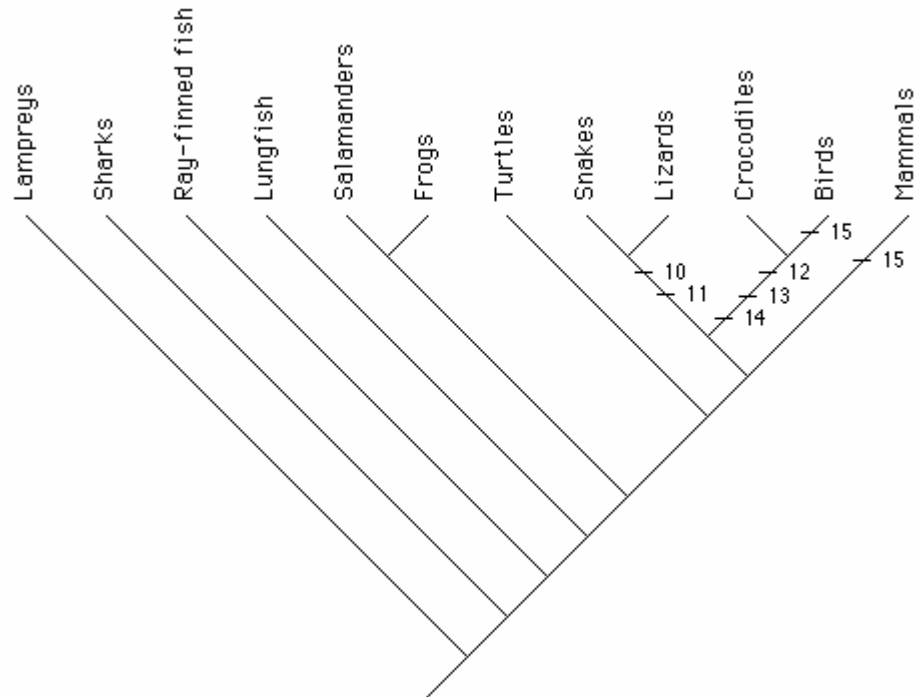 Lampreys
Sharks
Ray-finned fish
Lungfish
Salamanders
Frogs
Turtles
Snakes
Lizards
Crocodiles
Birds
Mammals
15
15
10
12
11
13
14